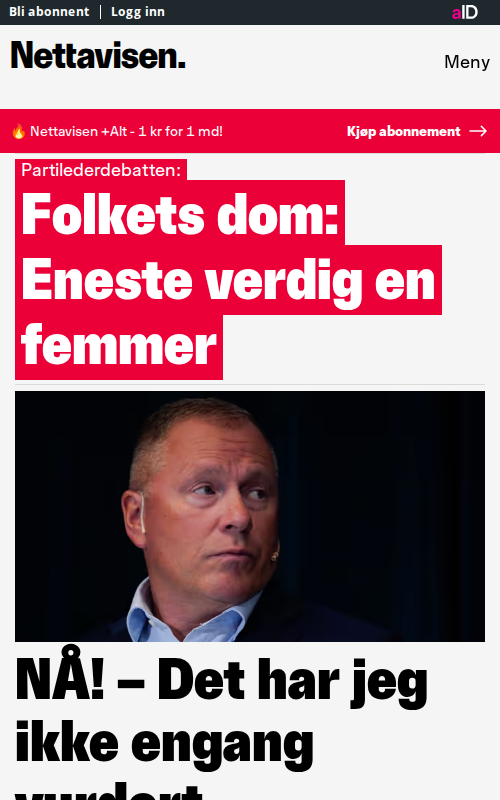 Bli abonnent
Logg inn
aID
Nettavisen.
Meny
🔥 Nettavisen +Alt - 1 kr for 1 md!
Kjøp abonnement →
Partilederdebatten:
Folkets dom:
Eneste verdig en
femmer
NÅ! – Det har jeg
ikke engang
vurdert